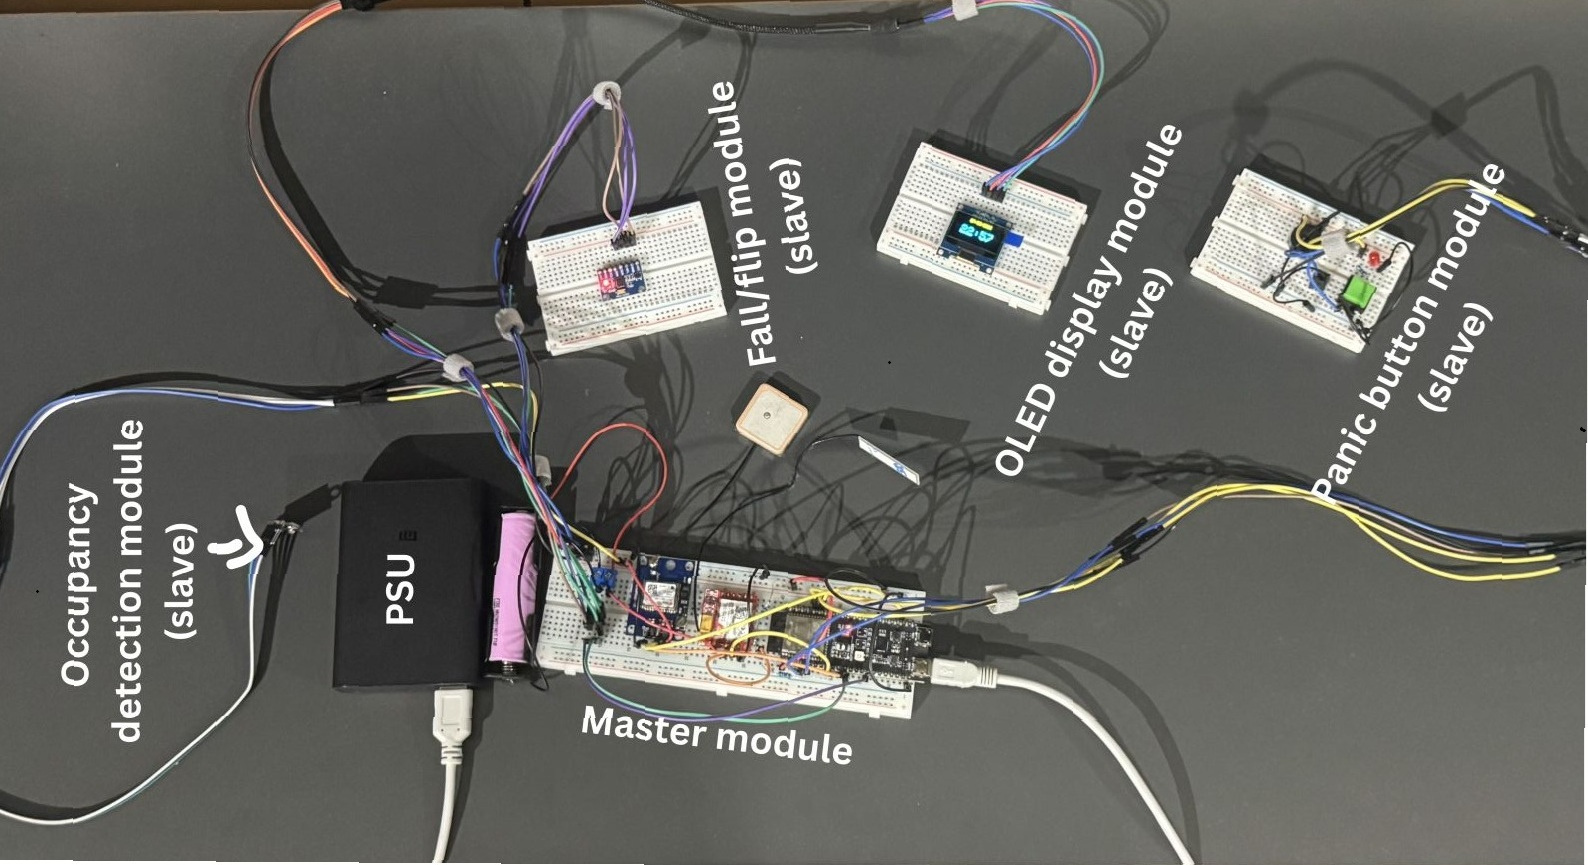 Fall/flip module
(slave)
OLED display module
(slave)
22:57
Panic button module
(slave)
Occupancy
detection module
(slave)
PSU
Master module